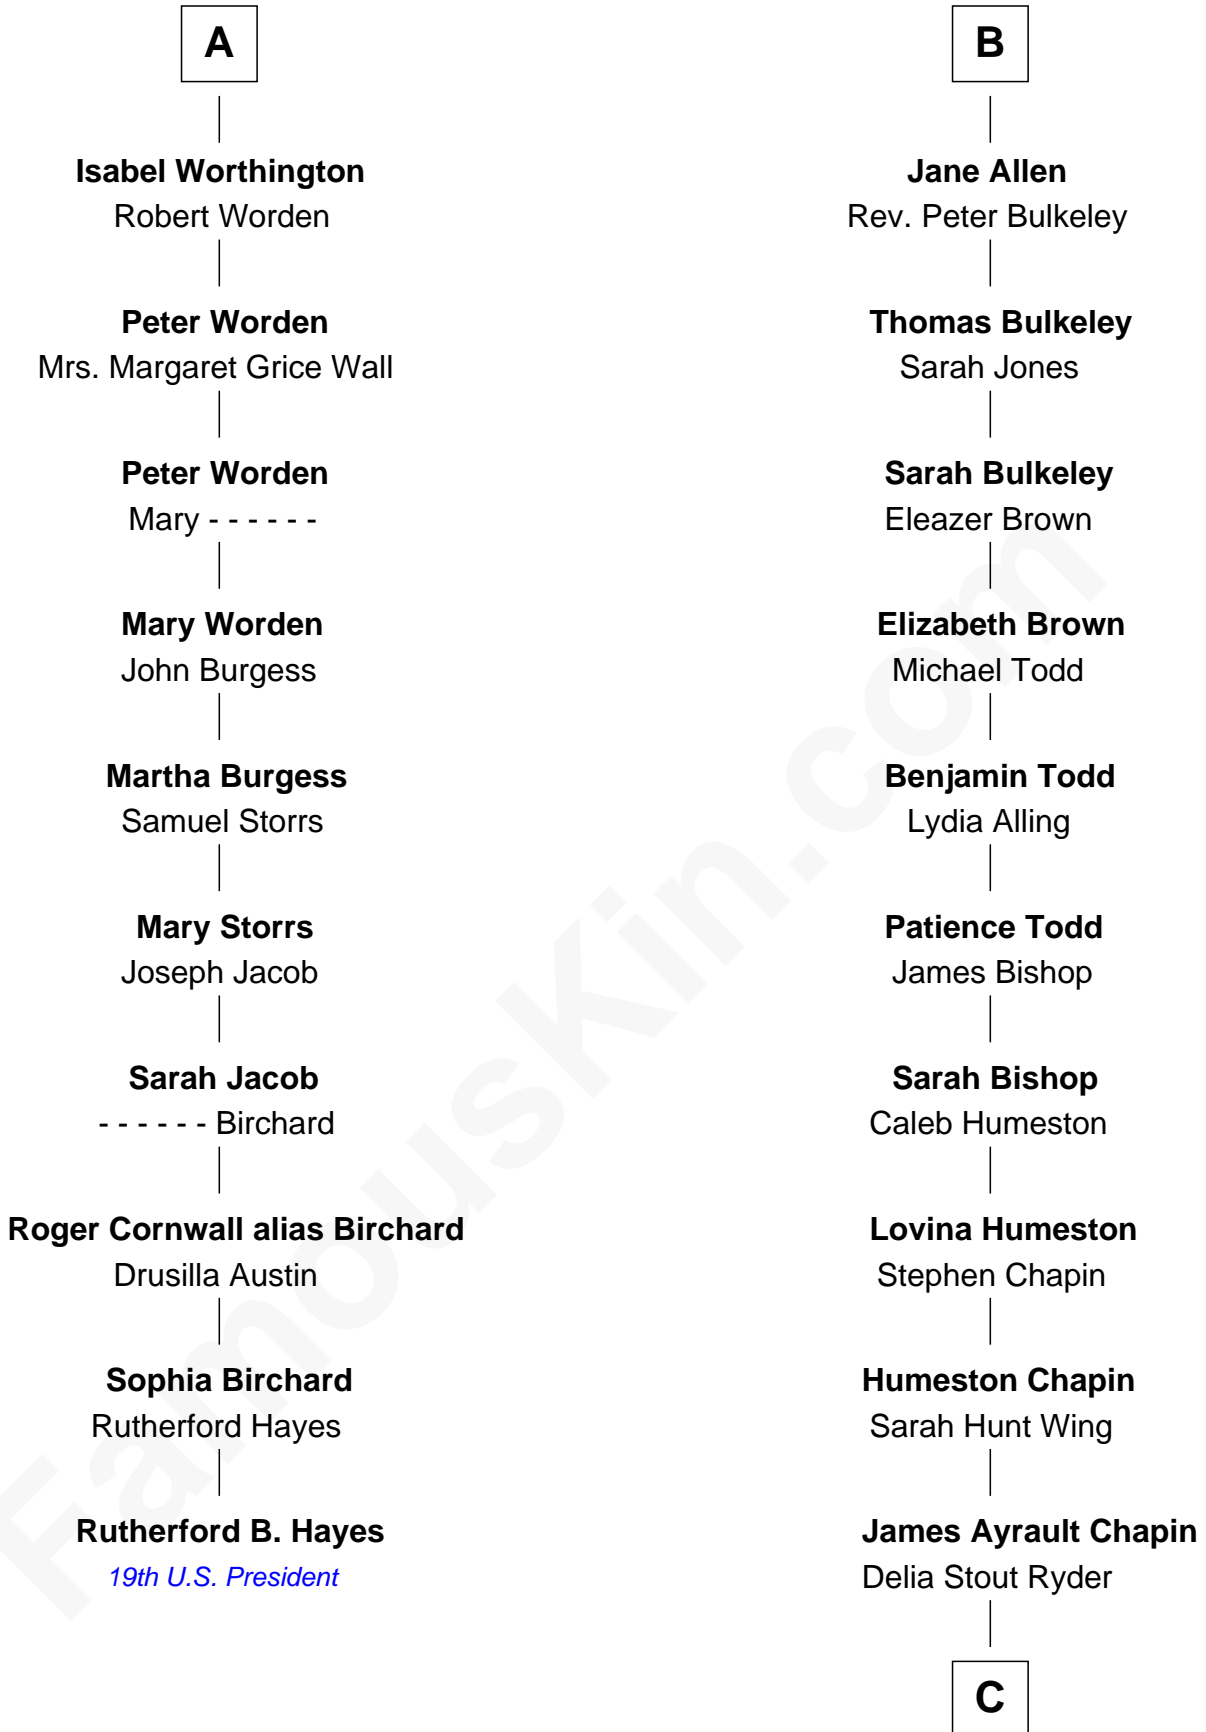 A
Isabel Worthington
Robert Worden
Peter Worden
Mrs. Margaret Grice Wall
Peter Worden
Mary - - - - - -
Mary Worden
John Burgess
Martha Burgess
Samuel Storrs
Mary Storrs
Joseph Jacob
Sarah Jacob
- - - - - - Birchard
Roger Cornwall alias Birchard
Drusilla Austin
Sophia Birchard
Rutherford Hayes
Rutherford B. Hayes
19th U.S. President
B
Jane Allen
Rev. Peter Bulkeley
Thomas Bulkeley
Sarah Jones
Sarah Bulkeley
Eleazer Brown
Elizabeth Brown
Michael Todd
Benjamin Todd
Lydia Alling
Patience Todd
James Bishop
Sarah Bishop
Caleb Humeston
Lovina Humeston
Stephen Chapin
Humeston Chapin
Sarah Hunt Wing
James Ayrault Chapin
Delia Stout Ryder
C
FamousKin.com